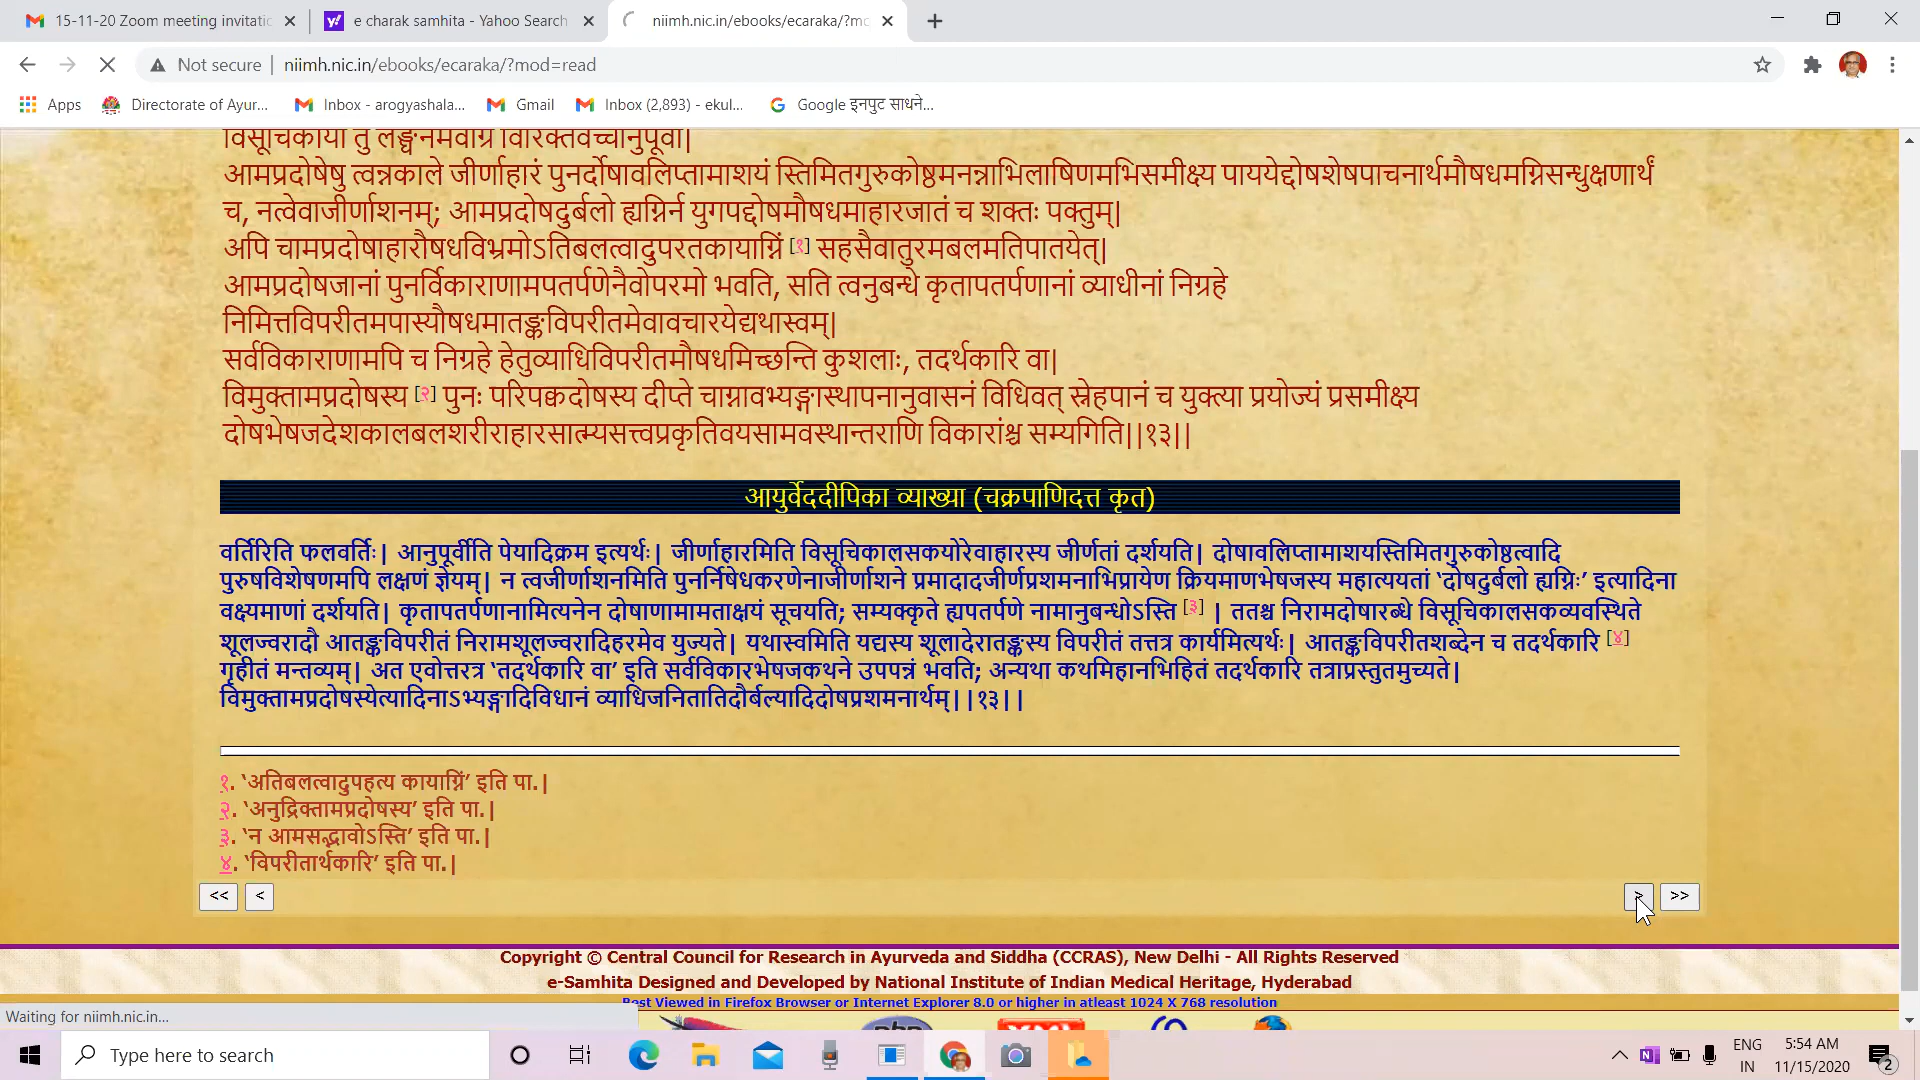 15-11-20 Zoom meeting invitatic
e charak samhita - Yahoo Search
niimh.nic.in/ebooks/ecaraka/?mo
Not secure
niimh.nic.in/ebooks/ecaraka/?mod=read
Apps
Directorate of Ayur...
Inbox - arogyashala...
Gmail
Inbox (2,893) - ekul...
Google इनपुट साधने...
विसूचिकायां तु लङ्घनमेवाग्रे विरिक्तवच्चानुपूर्वी|
आमप्रदोषेषु त्वन्नकाले जीर्णाहारं पुनर्दोषावलिप्तामाशयं स्तिमितगुरुकोष्ठमनन्नाभिलाषिणमभिसमीक्ष्य पाययेद्दोषशेषपाचनार्थमौषधमग्निसन्धुक्षणार्थं
च, नत्वेवाजीर्णाशनम्; आमप्रदोषदुर्बलो ह्यग्निर्न युगपद्दोषमौषधमाहारजातं च शक्तः पक्तुम्|
अपि चामप्रदोषाहारौषधविभ्रमोऽतिबलत्वादुपरतकायाग्निं [१] सहसैवातुरमबलमतिपातयेत्|
आमप्रदोषजानां पुनर्विकाराणामपतर्पणेनैवोपरमो भवति, सति त्वनुबन्धे कृतापतर्पणानां व्याधीनां निग्रहे
निमित्तविपरीतमपास्यौषधमातङ्कविपरीतमेवावचारयेद्यथास्वम्|
सर्वविकाराणामपि च निग्रहे हेतुव्याधिविपरीतमौषधमिच्छन्ति कुशलाः, तदर्थकारि वा|
विमुक्तामप्रदोषस्य [२] पुनः परिपक्वदोषस्य दीप्ते चाग्नावभ्यङ्गास्थापनानुवासनं विधिवत् स्नेहपानं च युक्त्या प्रयोज्यं प्रसमीक्ष्य
दोषभेषजदेशकालबलशरीराहारसात्म्यसत्त्वप्रकृतिवयसामवस्थान्तराणि विकारांश्च सम्यगिति||१३||
आयुर्वेददीपिका व्याख्या (चक्रपाणिदत्त कृत)
वर्तिरिति फलवर्तिः| आनुपूर्वीति पेयादिक्रम इत्यर्थः| जीर्णाहारमिति विसूचिकालसकयोरेवाहारस्य जीर्णतां दर्शयति| दोषावलिप्तामाशयस्तिमितगुरुकोष्ठत्वादि
पुरुषविशेषणमपि लक्षणं ज्ञेयम्| न त्वजीर्णाशनमिति पुनर्निषेधकरणेनाजीर्णाशने प्रमादादजीर्णप्रशमनाभिप्रायेण क्रियमाणभेषजस्य महात्ययतां ‘दोषदुर्बलो ह्यग्निः’ इत्यादिना
वक्ष्यमाणां दर्शयति| कृतापतर्पणानामित्यनेन दोषाणामामताक्षयं सूचयति; सम्यक्कृते ह्यपतर्पणे नामानुबन्धोऽस्ति [३] | ततश्च निरामदोषारब्धे विसूचिकालसकव्यवस्थिते
शूलज्वरादौ आतङ्कविपरीतं निरामशूलज्वरादिहरमेव युज्यते| यथास्वमिति यद्यस्य शूलादेरातङ्कस्य विपरीतं तत्तत्र कार्यमित्यर्थः| आतङ्कविपरीतशब्देन च तदर्थकारि [४]
गृहीतं मन्तव्यम्| अत एवोत्तरत्र ‘तदर्थकारि वा’ इति सर्वविकारभेषजकथने उपपन्नं भवति; अन्यथा कथमिहानभिहितं तदर्थकारि तत्राप्रस्तुतमुच्यते|
विमुक्तामप्रदोषस्येत्यादिनाऽभ्यङ्गादिविधानं व्याधिजनितातिदौर्बल्यादिदोषप्रशमनार्थम्||१३||
१. ‘अतिबलत्वादुपहत्य कायाग्निं’ इति पा.|
२. ‘अनुद्रिक्तामप्रदोषस्य’ इति पा.|
३. ‘न आमसद्भावोऽस्ति’ इति पा.|
४. ‘विपरीतार्थकारि’ इति पा.|
<< < > >>
Copyright © Central Council for Research in Ayurveda and Siddha (CCRAS), New Delhi - All Rights Reserved
e-Samhita Designed and Developed by National Institute of Indian Medical Heritage, Hyderabad
Best Viewed in Firefox Browser or Internet Explorer 8.0 or higher in atleast 1024 X 768 resolution
Waiting for niimh.nic.in...
Type here to search
ENG
IN
5:54 AM
11/15/2020
2